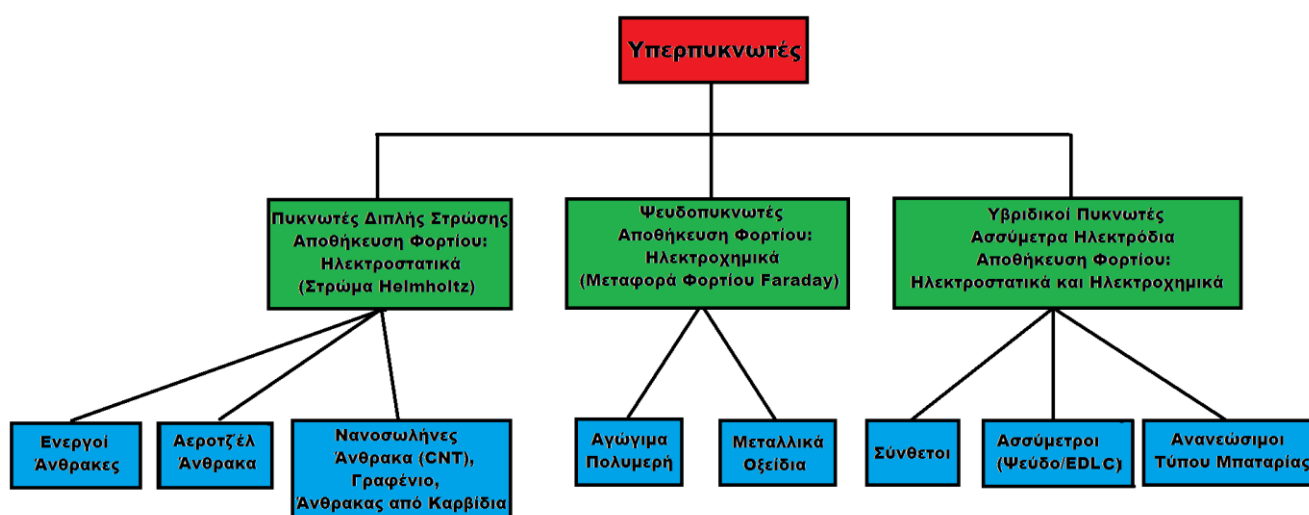 Υπερπυκνωτές
Πυκνωτές Διπλής Στρώσης
Αποθήκευση Φορτίου:
Ηλεκτροστατικά
(Στρώμα Helmholtz)
Ψευδοπυκνωτές
Αποθήκευση Φορτίου:
Ηλεκτροχημικά
(Μεταφορά Φορτίου Faraday)
Υβριδικοί Πυκνωτές
Ασσύμετρα Ηλεκτρόδια
Αποθήκευση Φορτίου:
Ηλεκτροστατικά και Ηλεκτροχημικά
Ενεργοί
Άνθρακες
Αεροτζ΄έλ
Άνθρακα
Νανοσωλήνες
Άνθρακα (CNT),
Γραφένιο,
Άνθρακας από Καρβίδια
Αγώγιμα
Πολυμερή
Μεταλλικά
Οξείδια
Σύνθετοι
Ασσύμετροι
(Ψεύδο/EDLC)
Ανανεώσιμοι
Τύπου Μπαταρίας